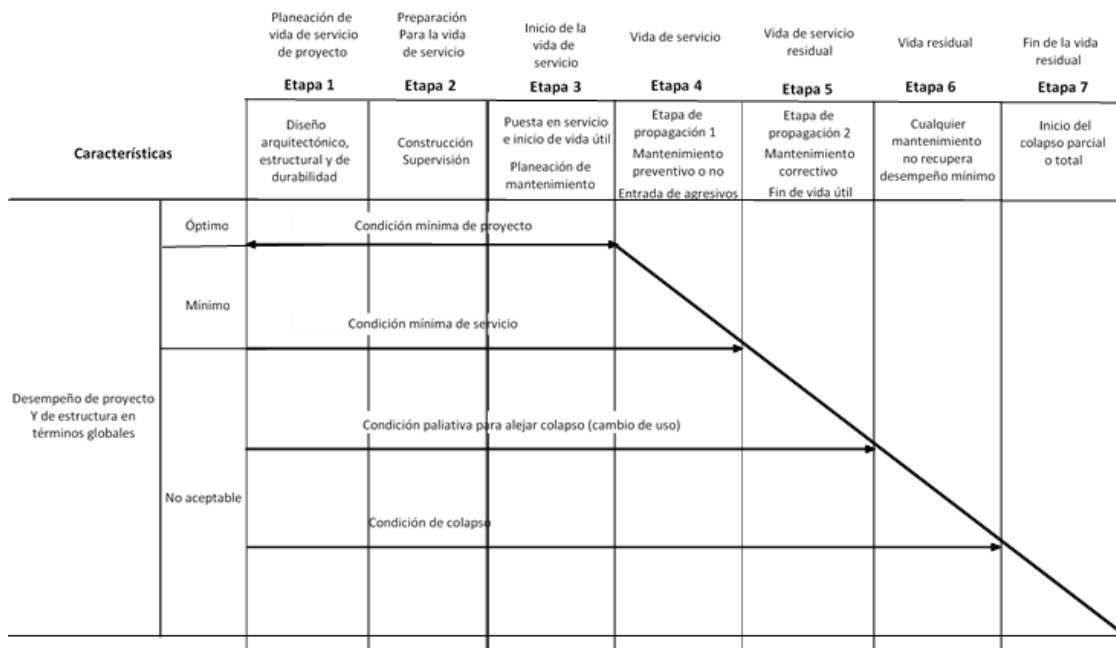 Planeación de
vida de servicio
de proyecto
Preparación
Para la vida
de servicio
Inicio de la
vida de
servicio
Vida de servicio
Vida de servicio
residual
Vida residual
Fin de la vida
residual
Etapa 1
Etapa 2
Etapa 3
Etapa 4
Etapa 5
Etapa 6
Etapa 7
Características
Diseño
arquitectónico,
estructural y de
durabilidad
Construcción
Supervisión
Puesta en servicio
e inicio de vida útil
Planeación de
mantenimiento
Etapa de
propagación 1
Mantenimiento
preventivo o no
Entrada de agresivos
Etapa de
propagación 2
Mantenimiento
correctivo
Fin de vida útil
Cualquier
mantenimiento
no recupera
desempeño mínimo
Inicio del
colapso parcial
o total
Óptimo
Condición mínima de proyecto
Mínimo
Condición mínima de servicio
Desempeño de proyecto
Y de estructura en
términos globales
Condición paliativa para alejar colapso (cambio de uso)
No aceptable
Condición de colapso